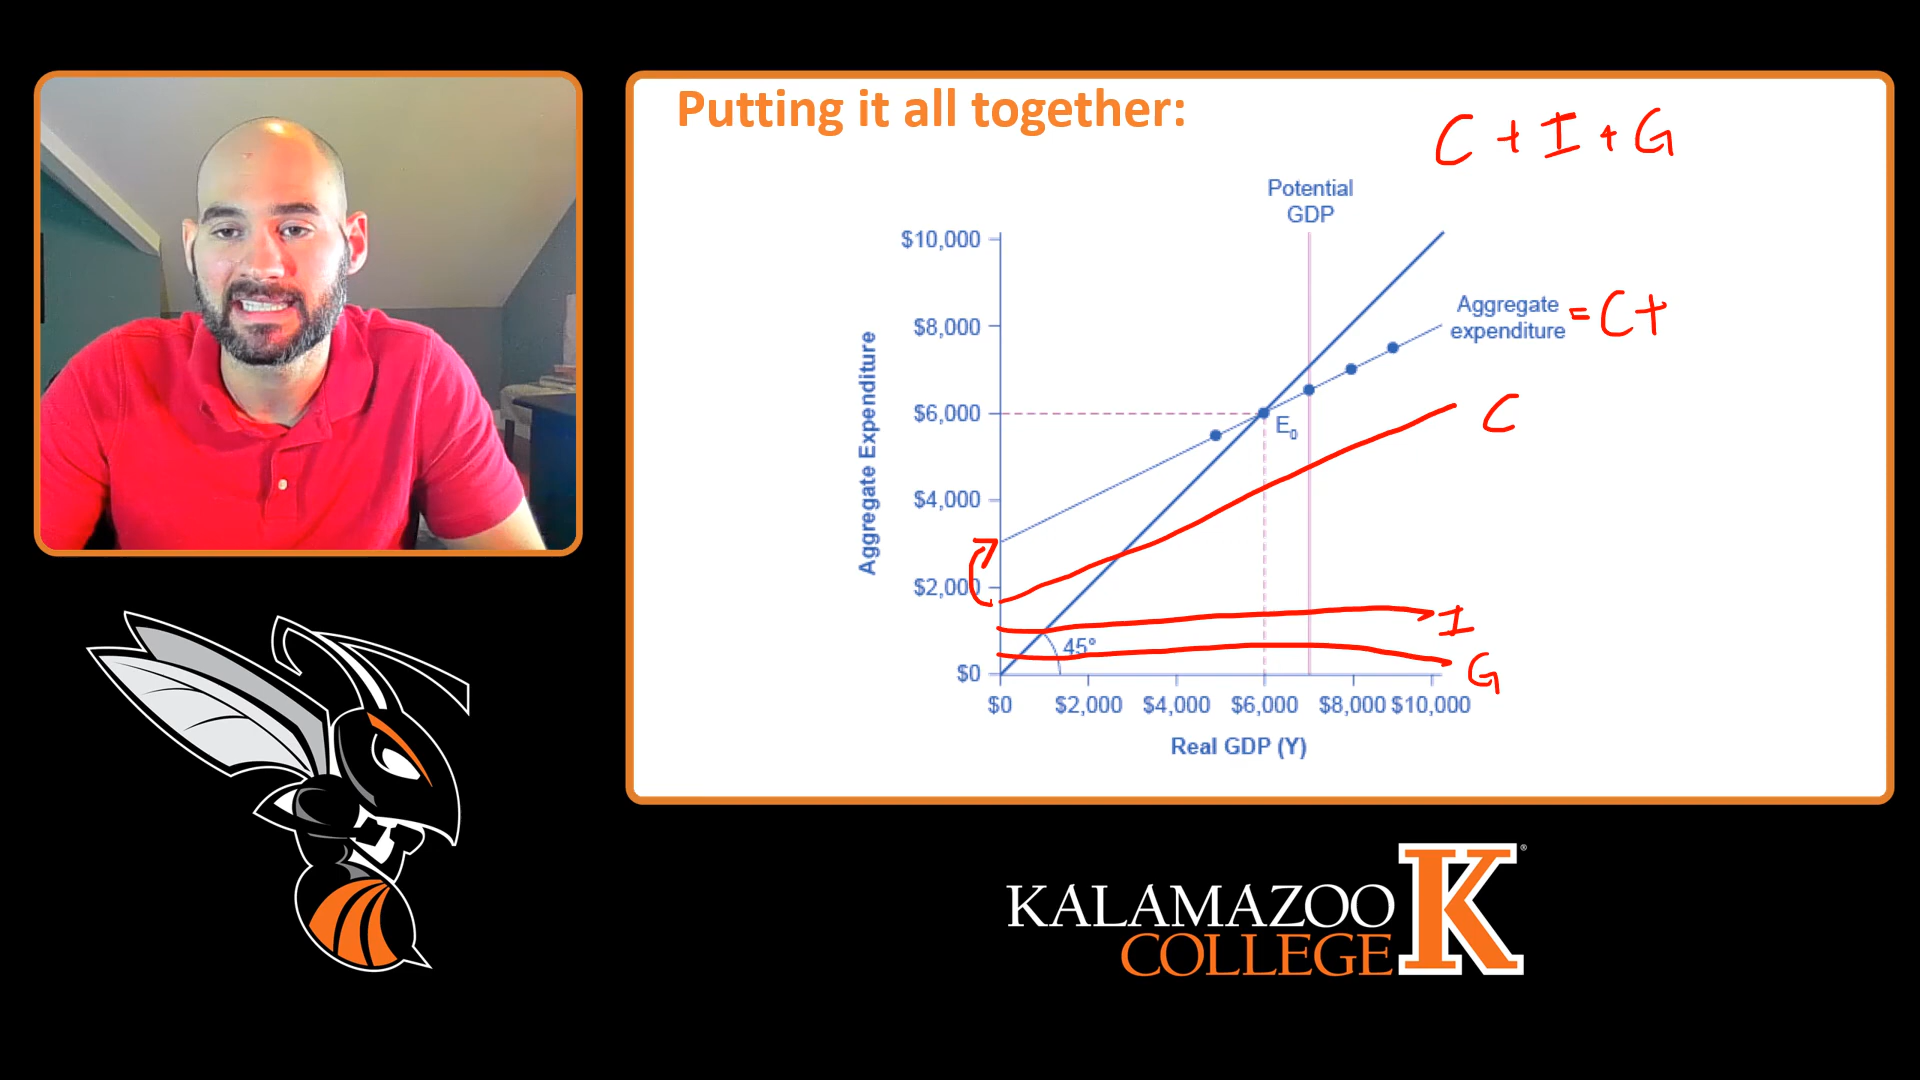 Putting it all together:
C + I + G
Potential
GDP
$10,000
$8,000
$6,000
$4,000
$2,000
$0
Aggregate Expenditure
Aggregate
expenditure = C+
E0
C
I
G
45°
$0 $2,000 $4,000 $6,000 $8,000 $10,000
Real GDP (Y)
KALAMAZOO
COLLEGE
K
®